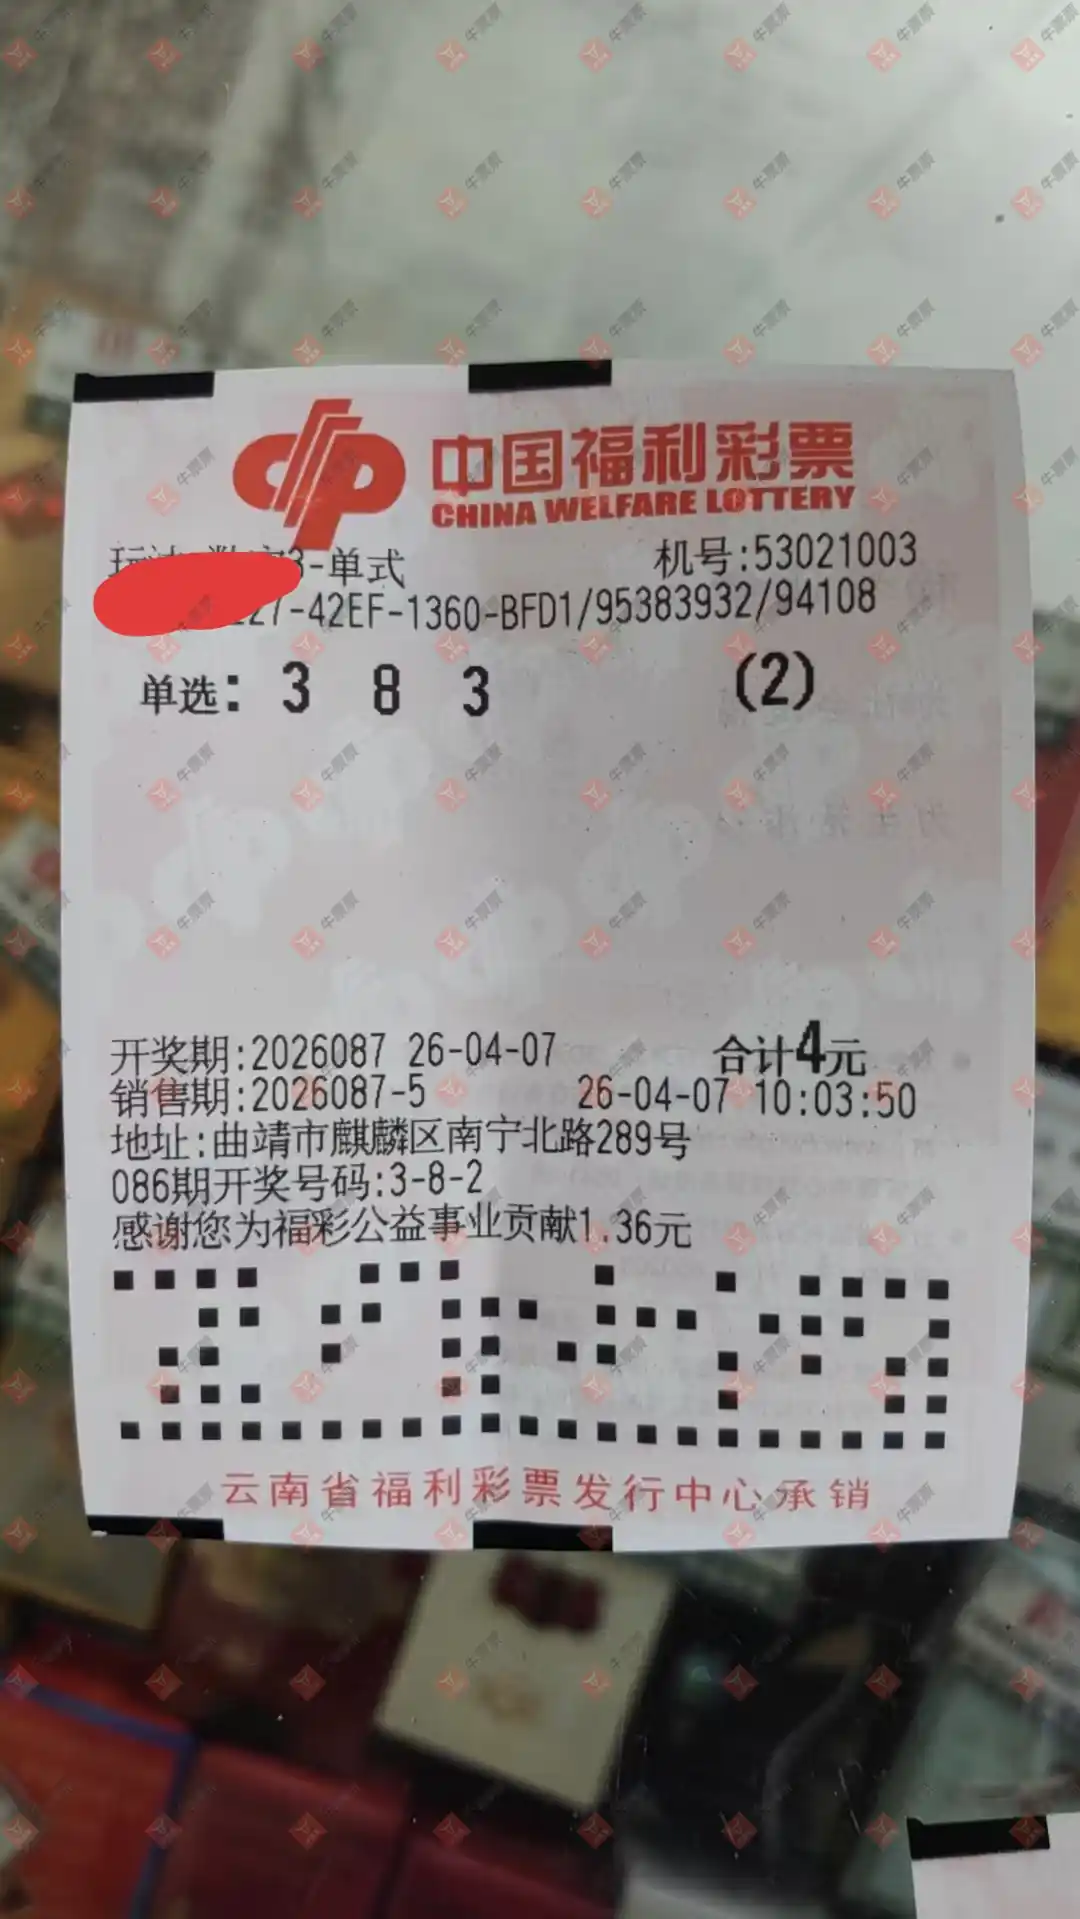 中国福利彩票
CHINA WELFARE LOTTERY
3-单式 机号:53021003
27-42EF-1360-BFD1/95383932/94108
单选: 3 8 3 (2)
开奖期:2026087 26-04-07 合计4元
销售期:2026087-5 26-04-07 10:03:50
地址:曲靖市麒麟区南宁北路289号
086期开奖号码:3-8-2
感谢您为福彩公益事业贡献1.36元
云南省福利彩票发行中心承销
牛票票